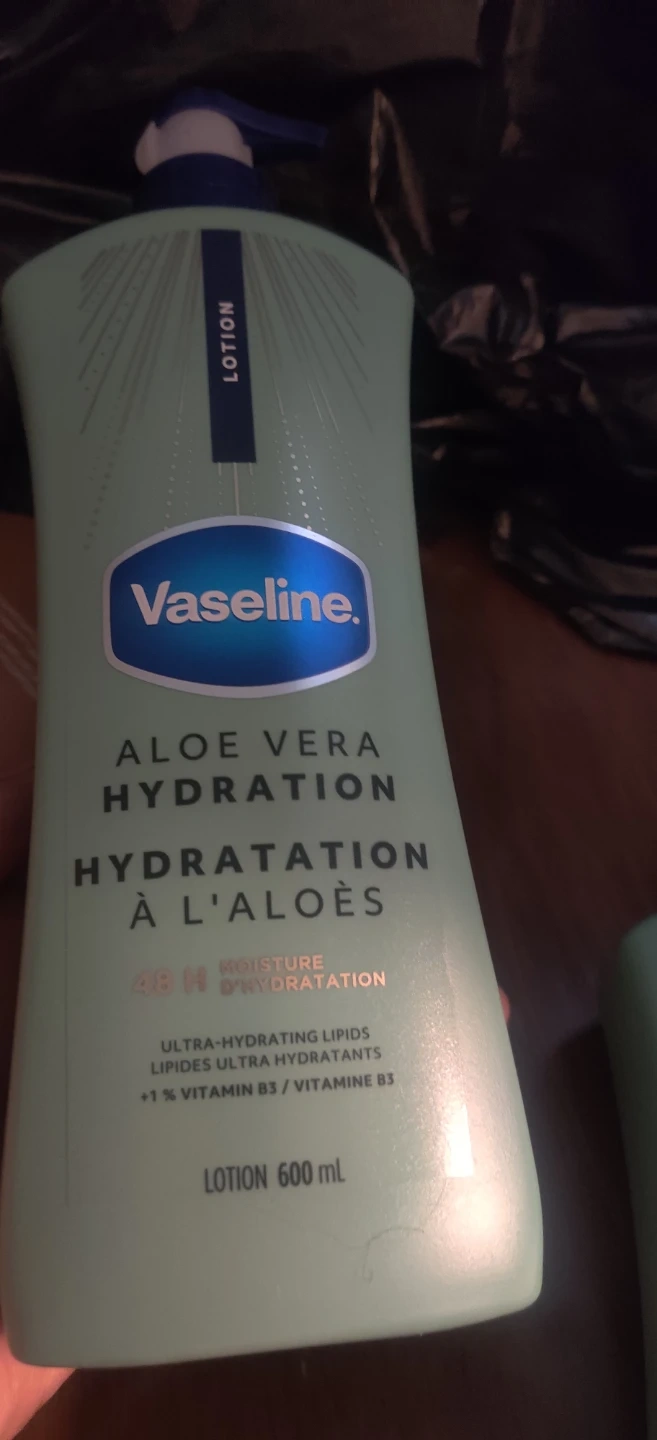 LOTION
Vaseline.
ALOE VERA
HYDRATION
HYDRATATION
À L'ALOÈS
48 H MOISTURE
D'HYDRATATION
ULTRA-HYDRATING LIPIDS
LIPIDES ULTRA HYDRATANTS
+1 % VITAMIN B3 / VITAMINE B3
LOTION 600 mL